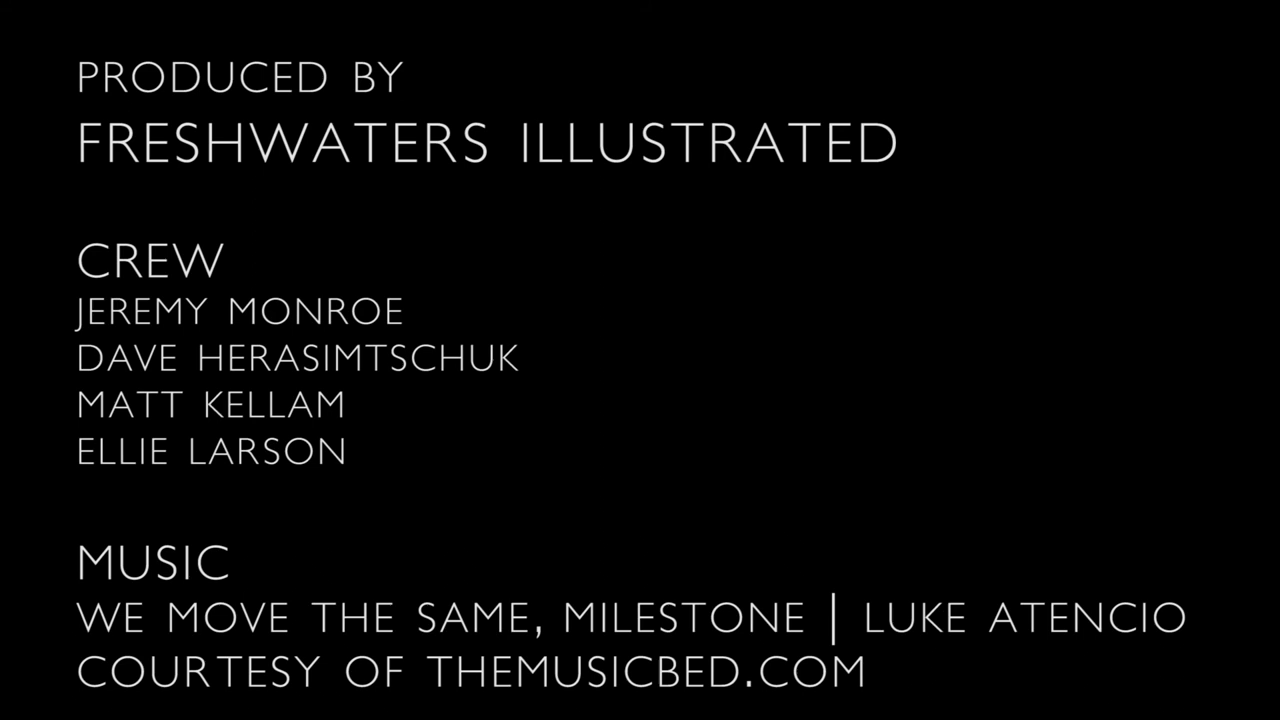 PRODUCED BY
FRESHWATERS ILLUSTRATED
CREW
JEREMY MONROE
DAVE HERASIMTSCHUK
MATT KELLAM
ELLIE LARSON
MUSIC
WE MOVE THE SAME, MILESTONE | LUKE ATENCIO
COURTESY OF THEMUSICBED.COM